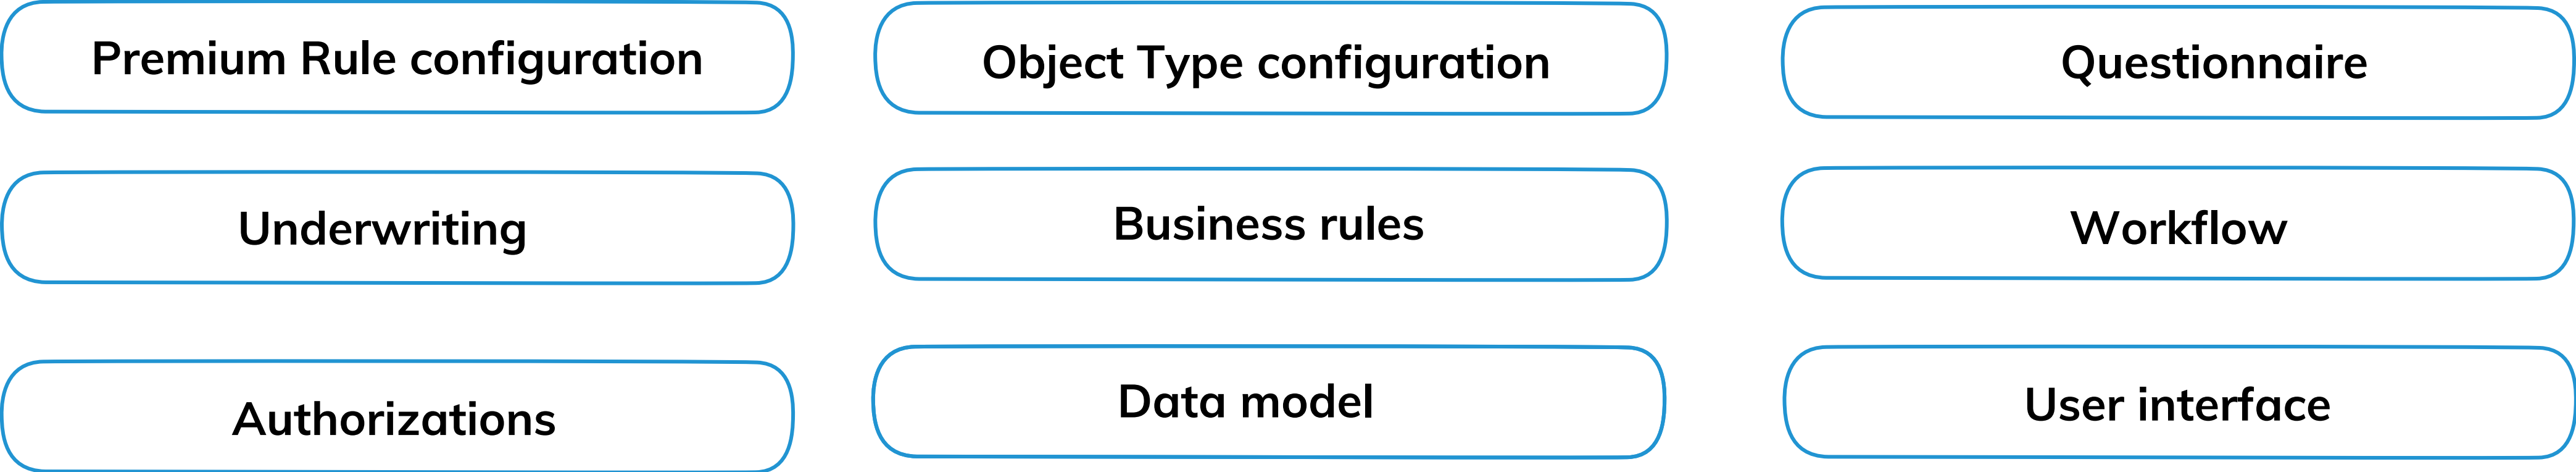 Premium Rule configuration
Object Type configuration
Questionnaire
Underwriting
Business rules
Workflow
Authorizations
Data model
User interface